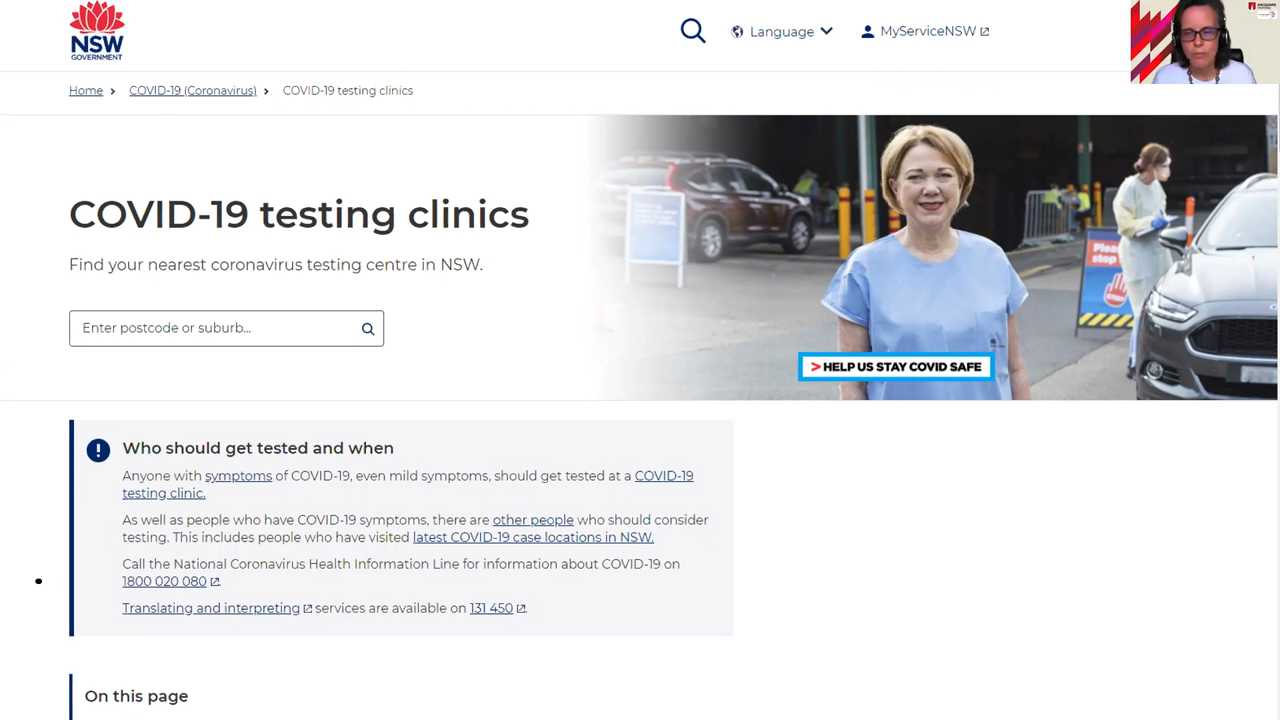 NSW
GOVERNMENT
Language
MyServiceNSW
MACQUARIE
Home
COVID-19 (Coronavirus)
COVID-19 testing clinics
COVID-19 testing clinics
Find your nearest coronavirus testing centre in NSW.
Enter postcode or suburb...
Please
stop
> HELP US STAY COVID SAFE
Who should get tested and when
Anyone with symptoms of COVID-19, even mild symptoms, should get tested at a COVID-19
testing clinic.
As well as people who have COVID-19 symptoms, there are other people who should consider
testing. This includes people who have visited latest COVID-19 case locations in NSW.
Call the National Coronavirus Health Information Line for information about COVID-19 on
1800 020 080
Translating and interpreting services are available on 131 450.
On this page